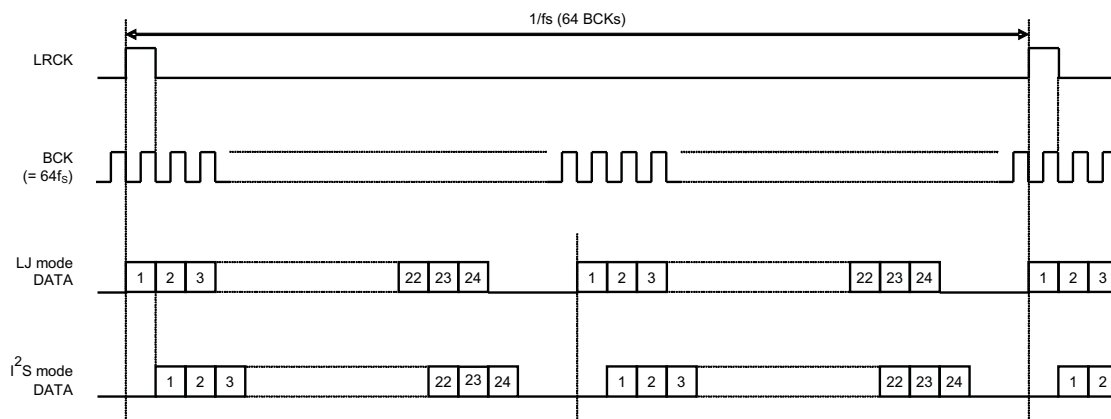 1/fs (64 BCKs)
LRCK
BCK
(= 64fS)
LJ mode
DATA
1 2 3 22 23 24 1 2 3 22 23 24 1 2 3
I2S mode
DATA
1 2 3 22 23 24 1 2 3 22 23 24 1 2